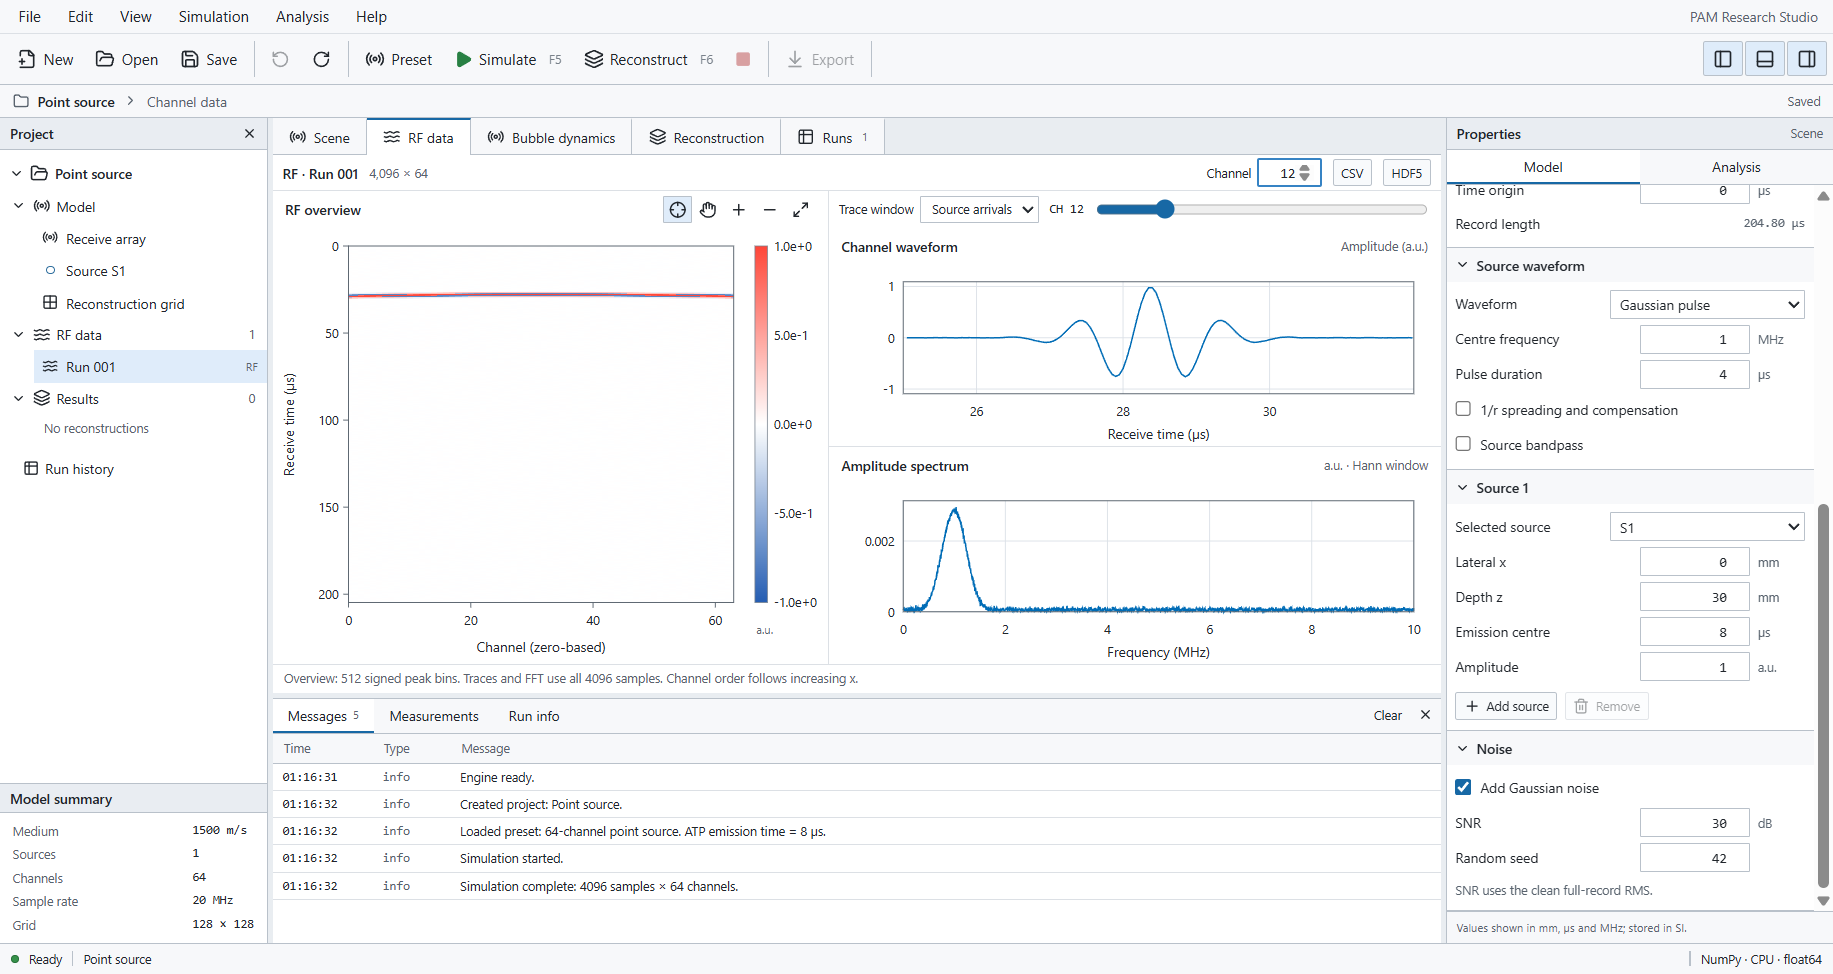 File Edit View Simulation Analysis Help PAM Research Studio
New Open Save Preset Simulate F5 Reconstruct F6 Export
Point source > Channel data Saved
Project
Point source
Model
Receive array
Source S1
Reconstruction grid
RF data 1
Run 001 RF
Results 0
No reconstructions
Run history
Model summary
Medium 1500 m/s
Sources 1
Channels 64
Sample rate 20 MHz
Grid 128 × 128
Scene RF data Bubble dynamics Reconstruction Runs 1
RF · Run 001 4,096 × 64 Channel 12 CSV HDF5
RF overview
0
50
100
150
200
Receive time (µs)
0 20 40 60
Channel (zero-based)
1.0e+0
5.0e-1
0.0e+0
-5.0e-1
-1.0e+0
a.u.
Trace window Source arrivals CH 12
Channel waveform Amplitude (a.u.)
1
0
-1
26 28 30
Receive time (µs)
Amplitude spectrum a.u. · Hann window
0.002
0
0 2 4 6 8 10
Frequency (MHz)
Overview: 512 signed peak bins. Traces and FFT use all 4096 samples. Channel order follows increasing x.
Messages 5 Measurements Run info Clear
Time Type Message
01:16:31 info Engine ready.
01:16:32 info Created project: Point source.
01:16:32 info Loaded preset: 64-channel point source. ATP emission time = 8 µs.
01:16:32 info Simulation started.
01:16:32 info Simulation complete: 4096 samples × 64 channels.
Properties Scene
Model Analysis
Time origin 0 µs
Record length 204.80 µs
Source waveform
Waveform Gaussian pulse
Centre frequency 1 MHz
Pulse duration 4 µs
1/r spreading and compensation
Source bandpass
Source 1
Selected source S1
Lateral x 0 mm
Depth z 30 mm
Emission centre 8 µs
Amplitude 1 a.u.
Add source Remove
Noise
Add Gaussian noise
SNR 30 dB
Random seed 42
SNR uses the clean full-record RMS.
Values shown in mm, µs and MHz; stored in SI.
Ready Point source NumPy · CPU · float64